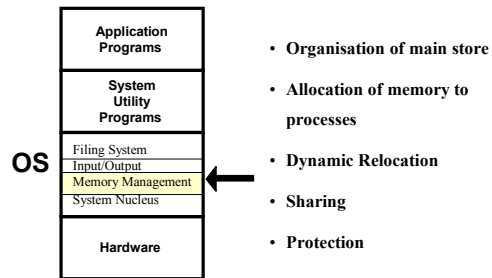 Application
Programs
System
Utility
Programs
OS
Filing System
Input/Output
Memory Management
System Nucleus
Hardware
• Organisation of main store
• Allocation of memory to
processes
• Dynamic Relocation
• Sharing
• Protection